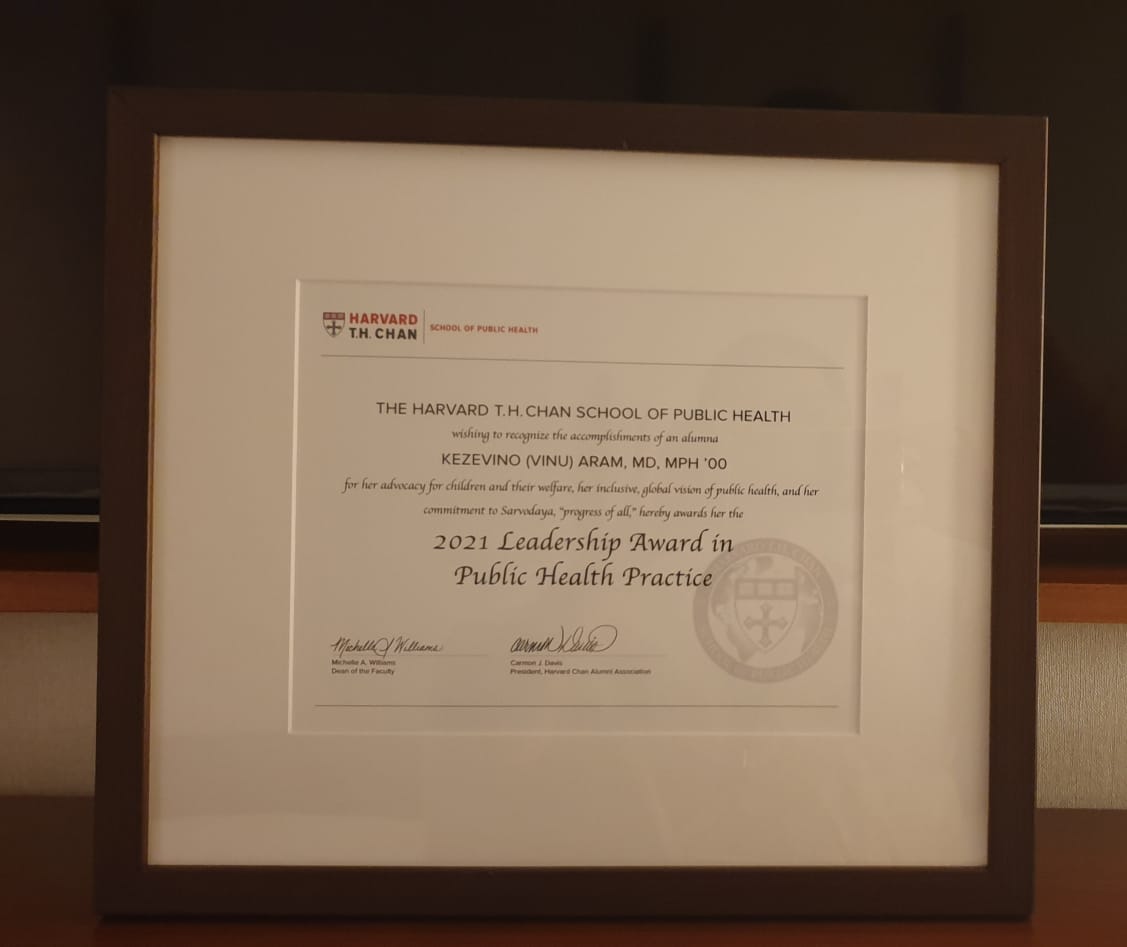 HARVARD
T.H. CHAN
SCHOOL OF PUBLIC HEALTH
THE HARVARD T.H. CHAN SCHOOL OF PUBLIC HEALTH
wishing to recognize the accomplishments of an alumna
KEZEVINO (VINU) ARAM, MD, MPH '00
for her advocacy for children and their welfare, her inclusive, global vision of public health, and her
commitment to Sarvodaya, "progress of all," hereby awards her the
2021 Leadership Award in
Public Health Practice
Michelle A. Williams
Dean of the Faculty
Carmon J. Davis
President, Harvard Chan Alumni Association